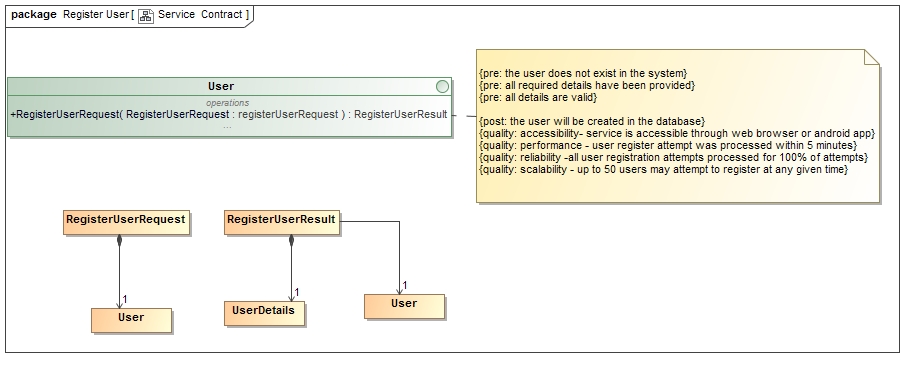 package Register User [ Service Contract ]
User
operations
+RegisterUserRequest( RegisterUserRequest : registerUserRequest ) : RegisterUserResult
...
{pre: the user does not exist in the system}
{pre: all required details have been provided}
{pre: all details are valid}
{post: the user will be created in the database}
{quality: accessibility- service is accessible through web browser or android app}
{quality: performance - user register attempt was processed within 5 minutes}
{quality: reliability -all user registration attempts processed for 100% of attempts}
{quality: scalability - up to 50 users may attempt to register at any given time}
RegisterUserRequest
RegisterUserResult
1
1
1
User
UserDetails
User